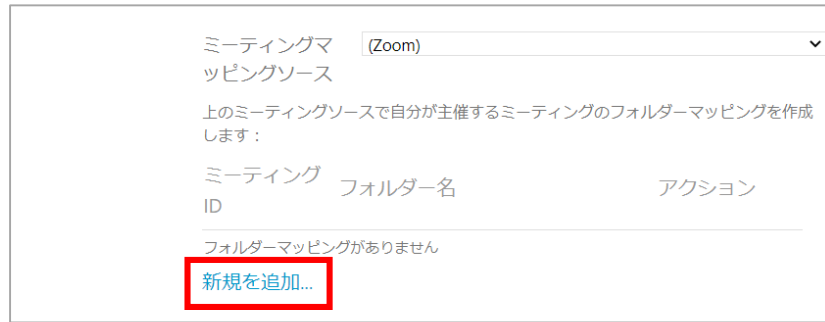 ミーティングマ (Zoom)
ッピングソース
上のミーティングソースで自分が主催するミーティングのフォルダーマッピングを作成
します：
ミーティング
ID フォルダー名 アクション
フォルダーマッピングがありません
新規を追加...